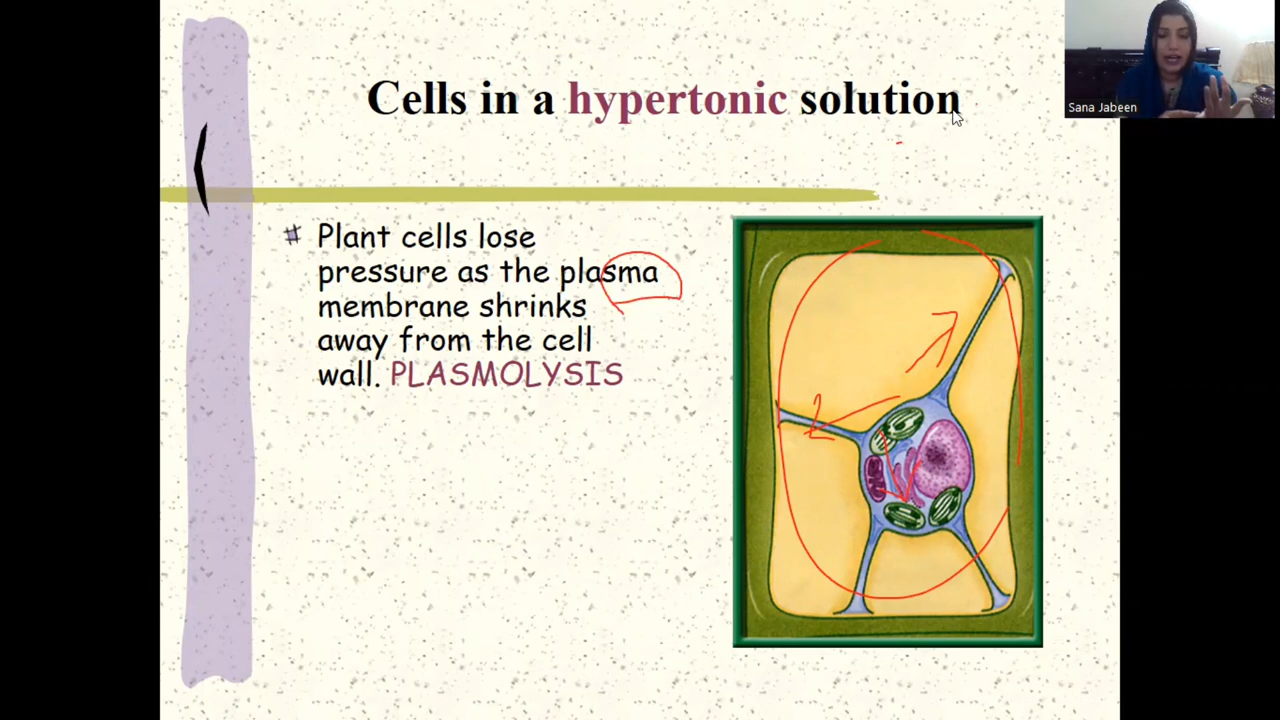 Cells in a hypertonic solution
Sana Jabeen
Plant cells lose
pressure as the plasma
membrane shrinks
away from the cell
wall. PLASMOLYSIS